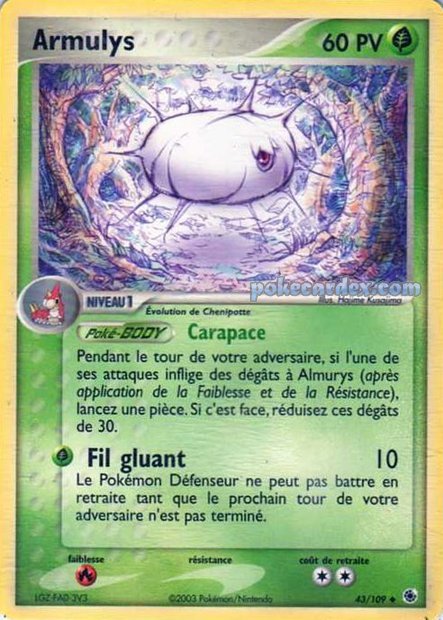 Armulys 60 PV
pokecardex.com
Illus. Hajime Kusajima
NIVEAU 1 Évolution de Chenipotte
Poké-BODY Carapace
Pendant le tour de votre adversaire, si l'une de
ses attaques inflige des dégâts à Almurys (après
application de la Faiblesse et de la Résistance),
lancez une pièce. Si c'est face, réduisez ces dégâts
de 30.
Fil gluant 10
Le Pokémon Défenseur ne peut pas battre en
retraite tant que le prochain tour de votre
adversaire n'est pas terminé.
faiblesse résistance coût de retraite
LGZ-FA0-3V3 ©2003 Pokémon/Nintendo 43/109